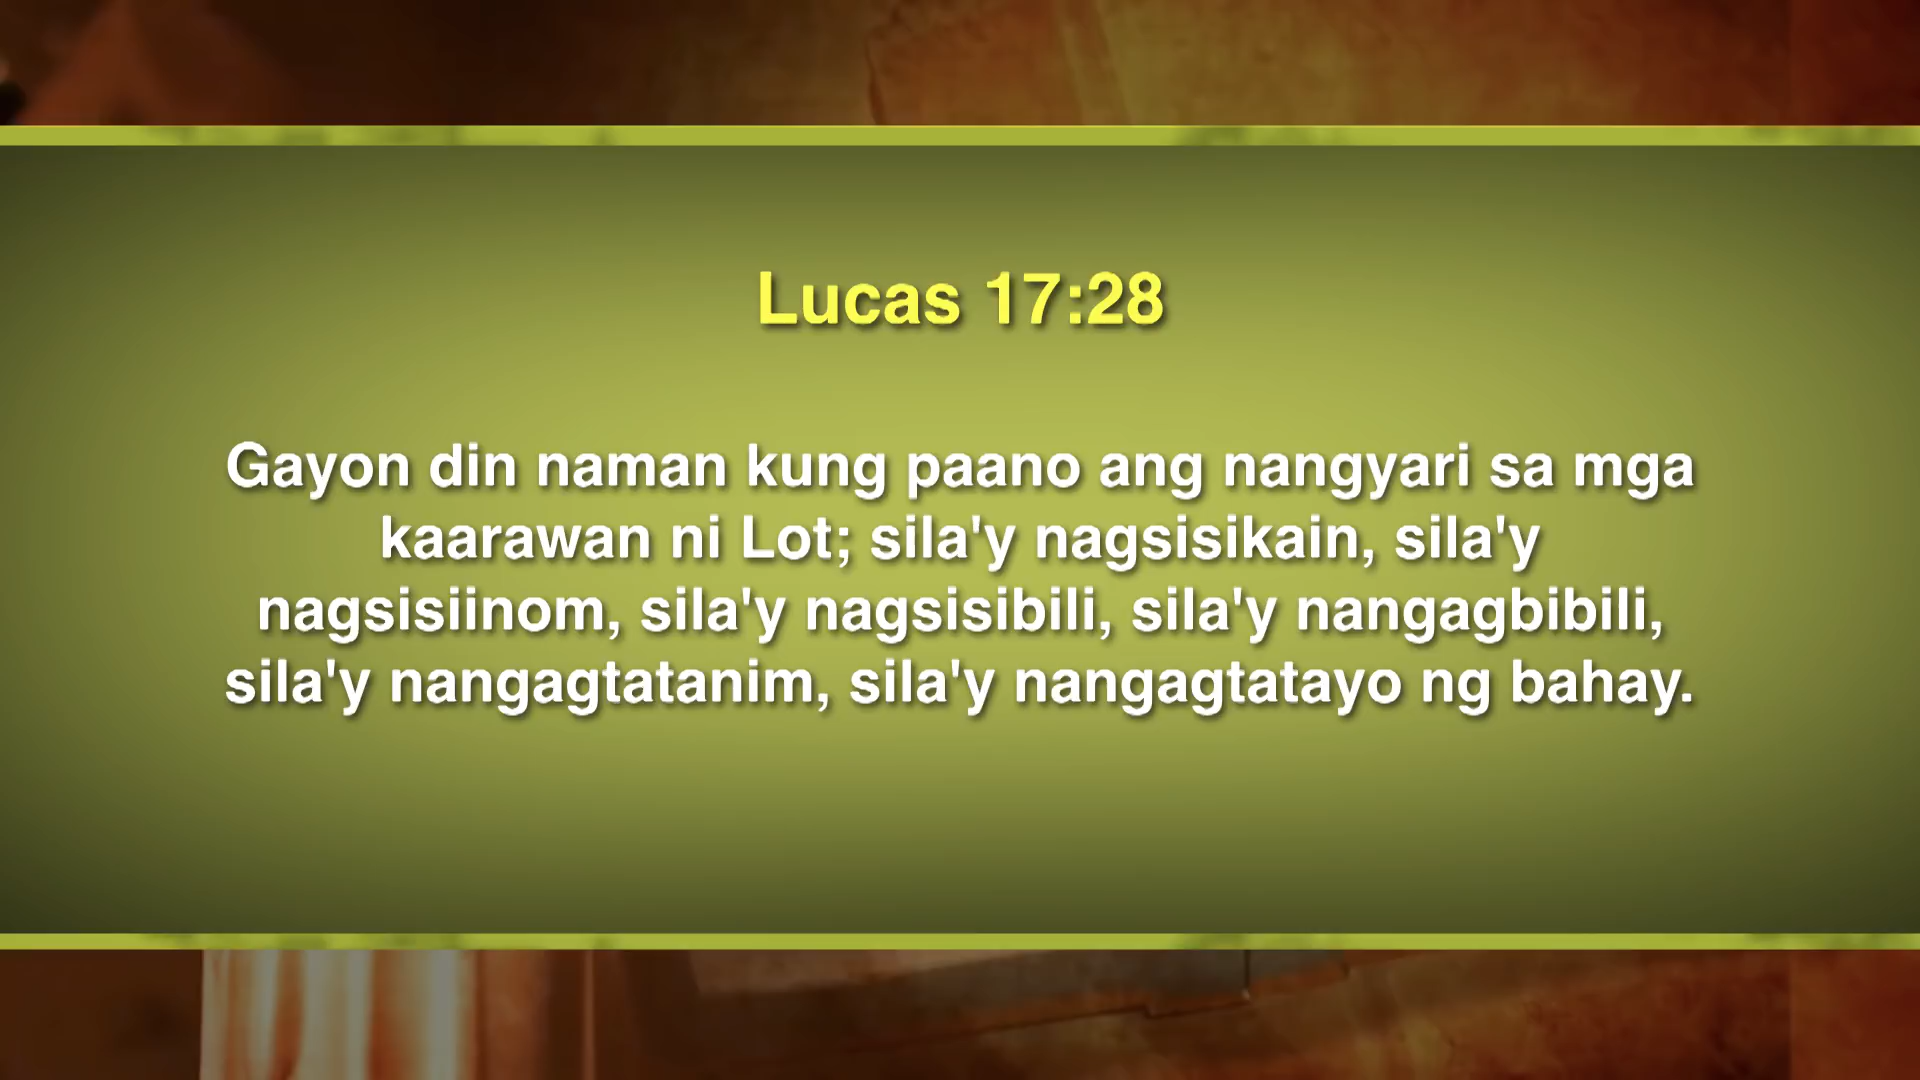 Lucas 17:28
Gayon din naman kung paano ang nangyari sa mga
kaarawan ni Lot; sila'y nagsisikain, sila'y
nagsisiinom, sila'y nagsisibili, sila'y nangagbibili,
sila'y nangagtatanim, sila'y nangagtatayo ng bahay.